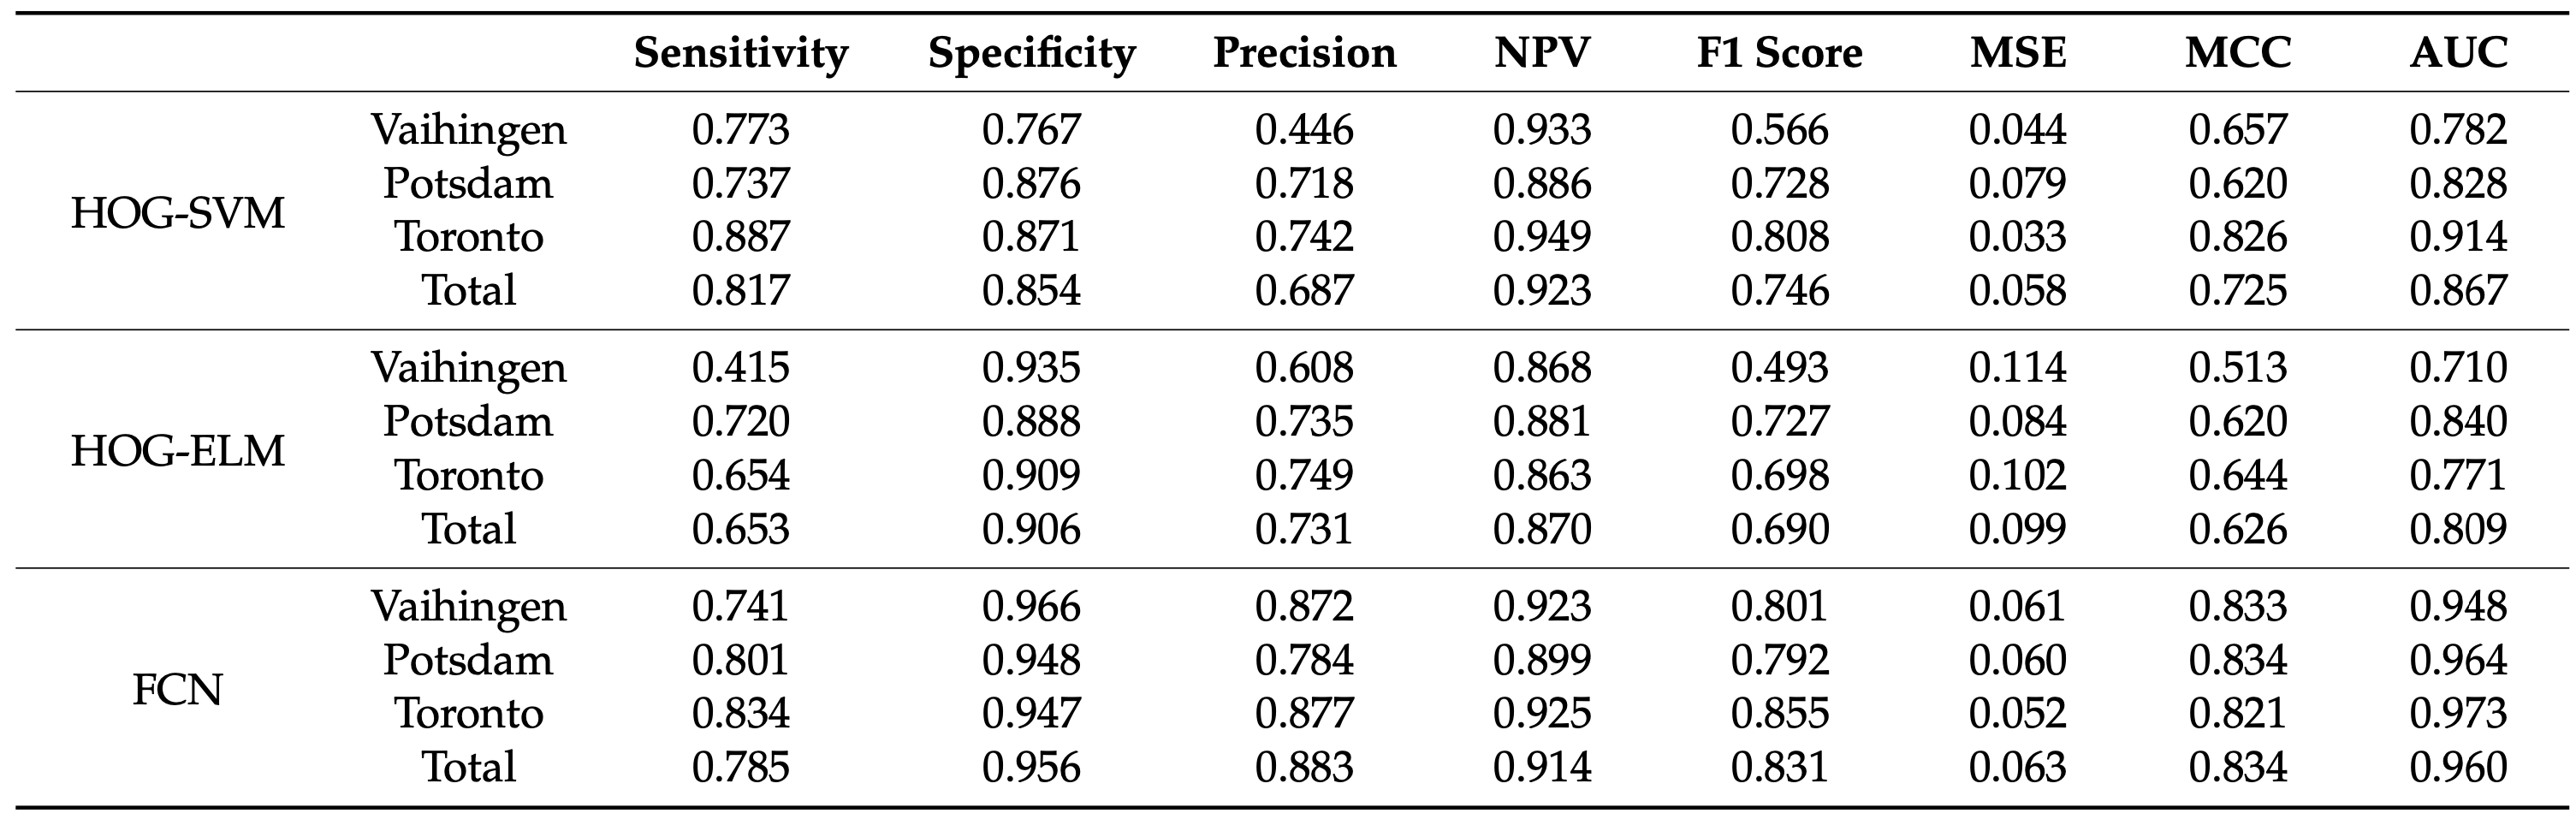 Sensitivity Specificity Precision NPV F1 Score MSE MCC AUC
HOG-SVM
Vaihingen 0.773 0.767 0.446 0.933 0.566 0.044 0.657 0.782
Potsdam 0.737 0.876 0.718 0.886 0.728 0.079 0.620 0.828
Toronto 0.887 0.871 0.742 0.949 0.808 0.033 0.826 0.914
Total 0.817 0.854 0.687 0.923 0.746 0.058 0.725 0.867
HOG-ELM
Vaihingen 0.415 0.935 0.608 0.868 0.493 0.114 0.513 0.710
Potsdam 0.720 0.888 0.735 0.881 0.727 0.084 0.620 0.840
Toronto 0.654 0.909 0.749 0.863 0.698 0.102 0.644 0.771
Total 0.653 0.906 0.731 0.870 0.690 0.099 0.626 0.809
FCN
Vaihingen 0.741 0.966 0.872 0.923 0.801 0.061 0.833 0.948
Potsdam 0.801 0.948 0.784 0.899 0.792 0.060 0.834 0.964
Toronto 0.834 0.947 0.877 0.925 0.855 0.052 0.821 0.973
Total 0.785 0.956 0.883 0.914 0.831 0.063 0.834 0.960